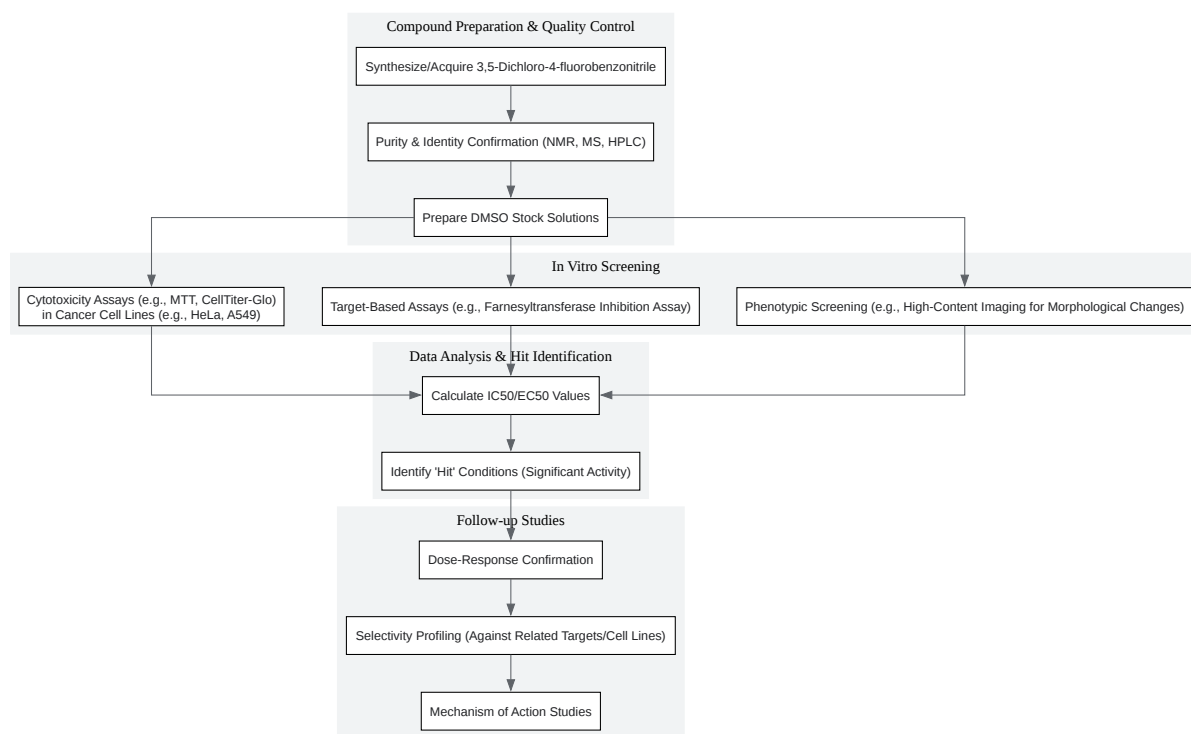 Compound Preparation & Quality Control
Synthesize/Acquire 3,5-Dichloro-4-fluorobenzonitrile
Purity & Identity Confirmation (NMR, MS, HPLC)
Prepare DMSO Stock Solutions
In Vitro Screening
Cytotoxicity Assays (e.g., MTT, CellTiter-Glo)
in Cancer Cell Lines (e.g., HeLa, A549)
Target-Based Assays (e.g., Farnesyltransferase Inhibition Assay)
Phenotypic Screening (e.g., High-Content Imaging for Morphological Changes)
Data Analysis & Hit Identification
Calculate IC50/EC50 Values
Identify 'Hit' Conditions (Significant Activity)
Follow-up Studies
Dose-Response Confirmation
Selectivity Profiling (Against Related Targets/Cell Lines)
Mechanism of Action Studies